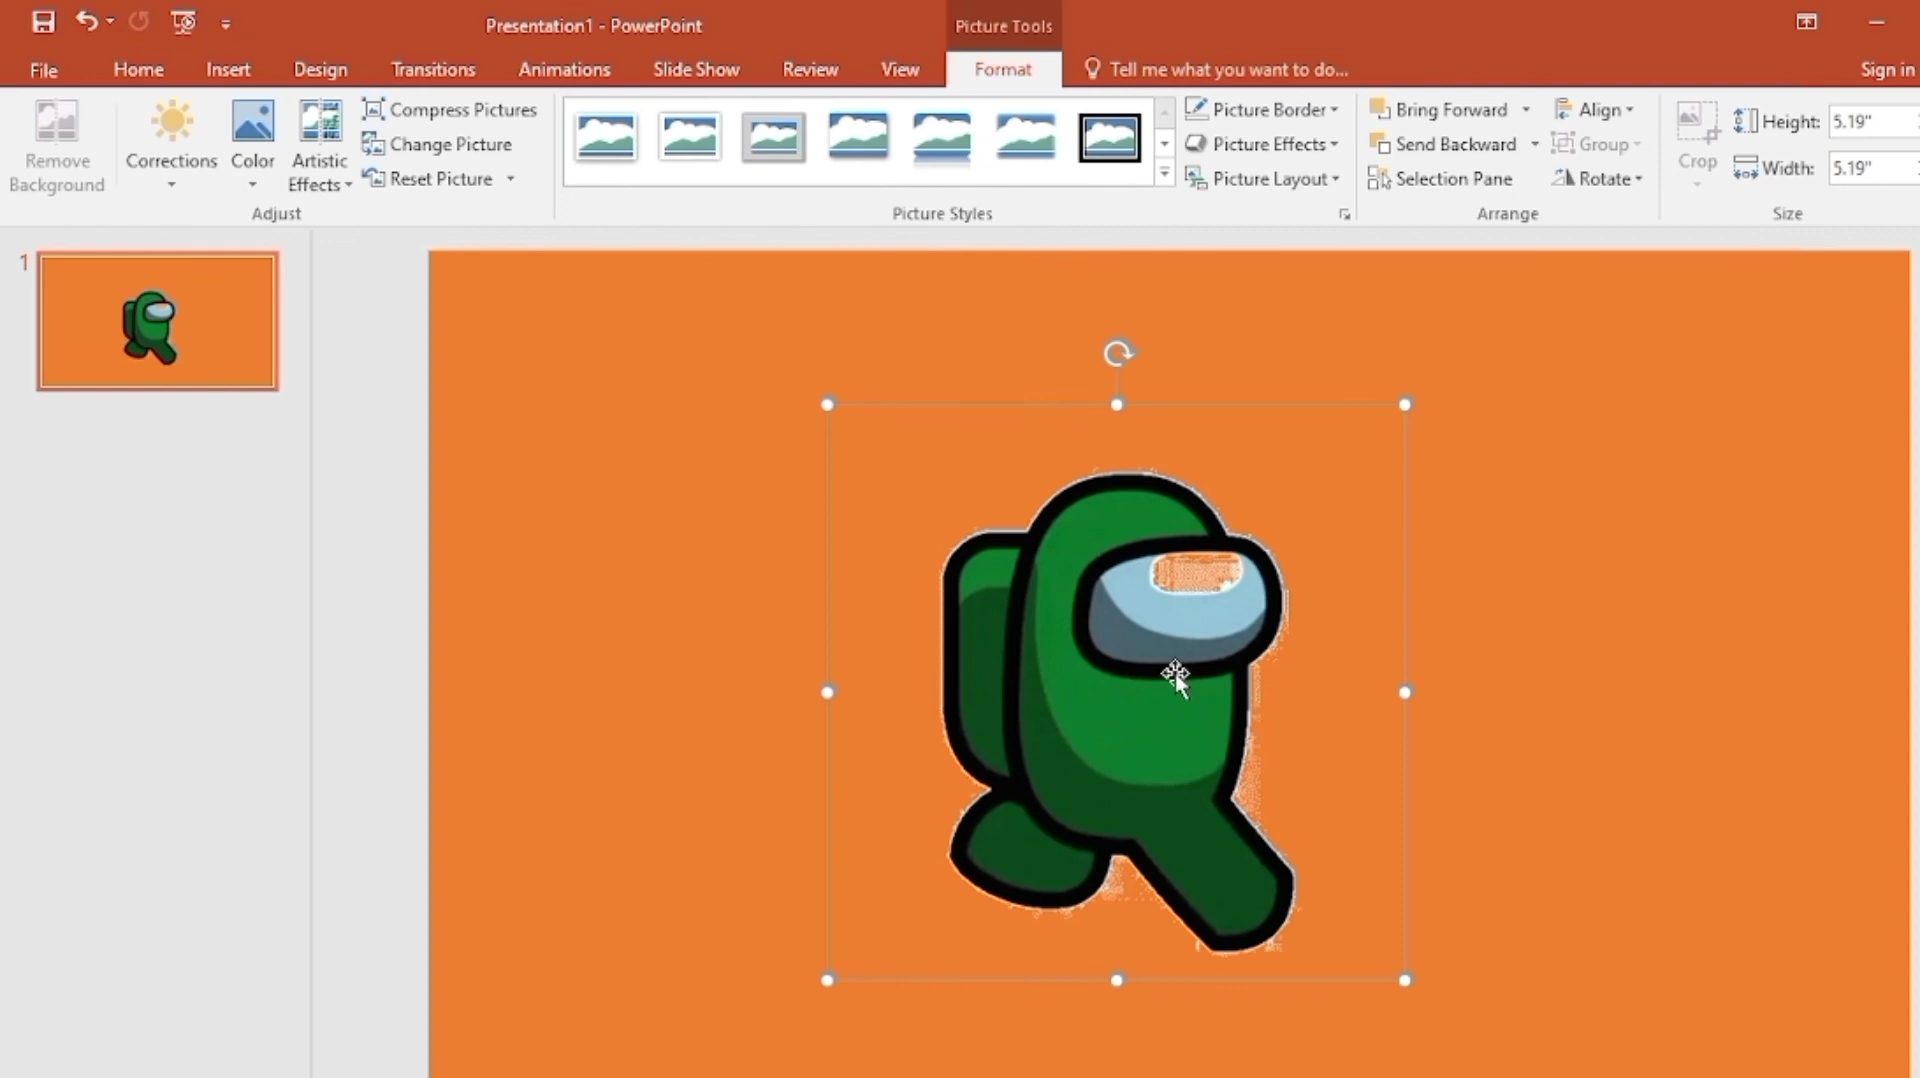 Presentation1 - PowerPoint
Picture Tools
File
Home
Insert
Design
Transitions
Animations
Slide Show
Review
View
Format
Tell me what you want to do...
Sign in
Remove
Background
Corrections
Color
Artistic
Effects
Compress Pictures
Change Picture
Reset Picture
Adjust
Picture Styles
Picture Border
Picture Effects
Picture Layout
Bring Forward
Send Backward
Selection Pane
Align
Group
Rotate
Arrange
Crop
Height: 5.19"
Width: 5.19"
Size
1